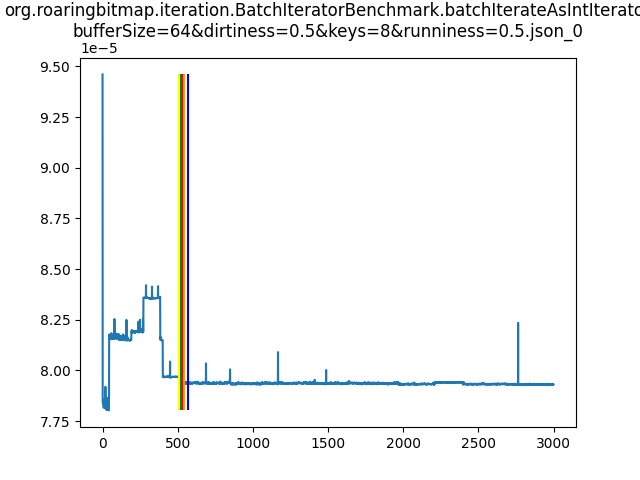 org.roaringbitmap.iteration.BatchIteratorBenchmark.batchIterateAsIntIterato
bufferSize=64&dirtiness=0.5&keys=8&runniness=0.5.json_0
1e−5
9.50
9.25
9.00
8.75
8.50
8.25
8.00
7.75
0 500 1000 1500 2000 2500 3000